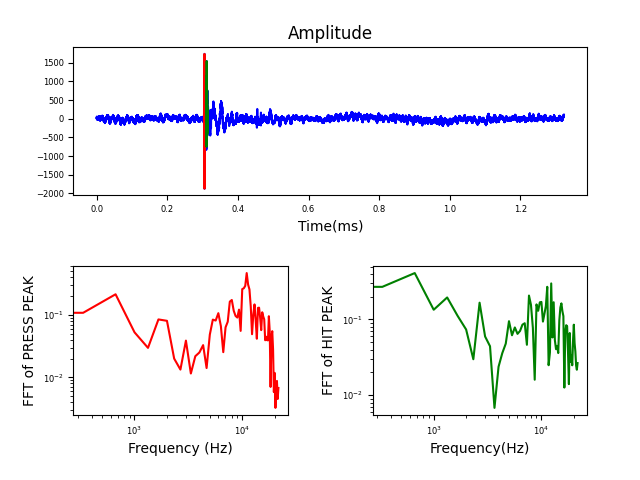 Amplitude
1500
1000
500
0
−500
−1000
−1500
−2000
0.0 0.2 0.4 0.6 0.8 1.0 1.2
Time(ms)
FFT of PRESS PEAK
10⁻¹
10⁻²
10³ 10⁴
Frequency (Hz)
FFT of HIT PEAK
10⁻¹
10⁻²
10³ 10⁴
Frequency(Hz)